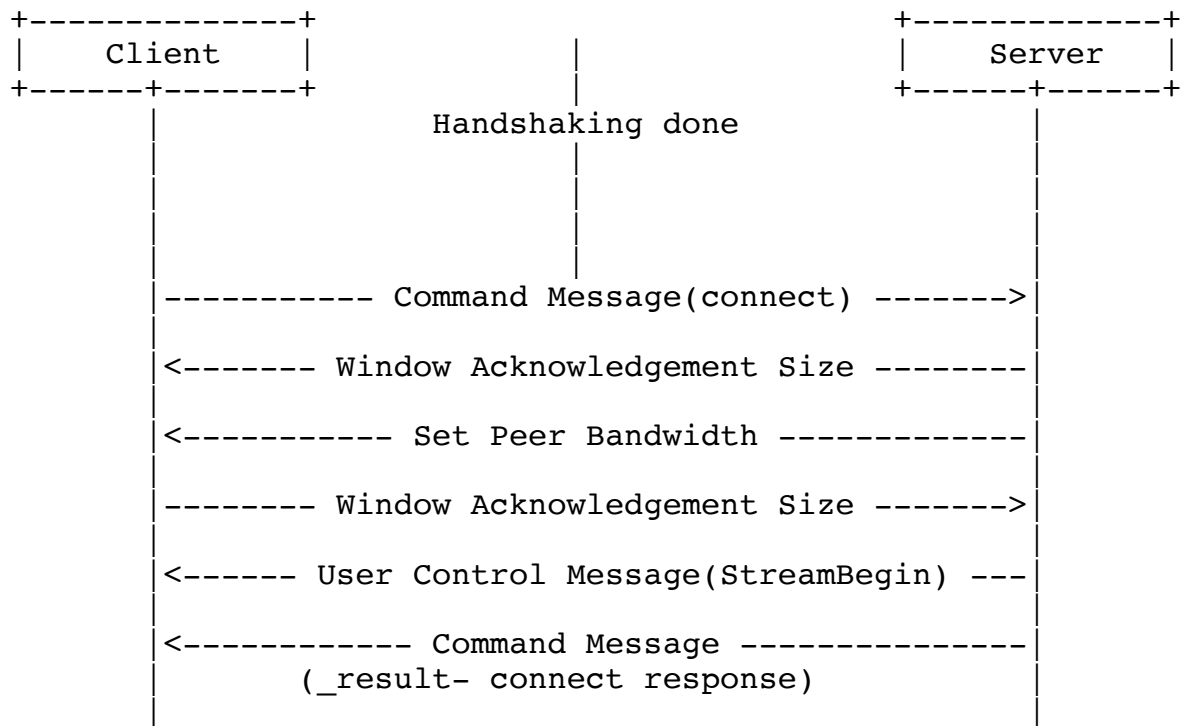 Client Server
Handshaking done
----------- Command Message(connect) ------->
<------- Window Acknowledgement Size --------
<----------- Set Peer Bandwidth -------------
-------- Window Acknowledgement Size ------->
<------ User Control Message(StreamBegin) ---
<------------ Command Message ---------------
(_result- connect response)